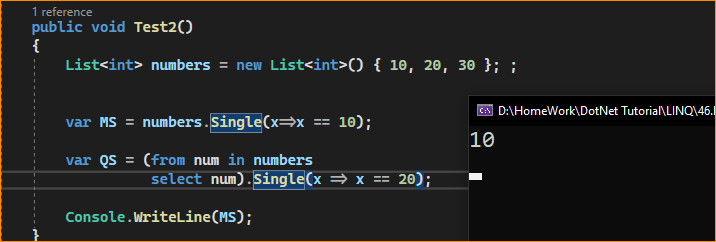 1 reference
public void Test2()
{
List<int> numbers = new List<int>() { 10, 20, 30 }; ;
var MS = numbers.Single(x=>x == 10);
D:\HomeWork\DotNet Tutorial\LINQ\46.
10
var QS = (from num in numbers
select num).Single(x => x == 20);
Console.WriteLine(MS);
}